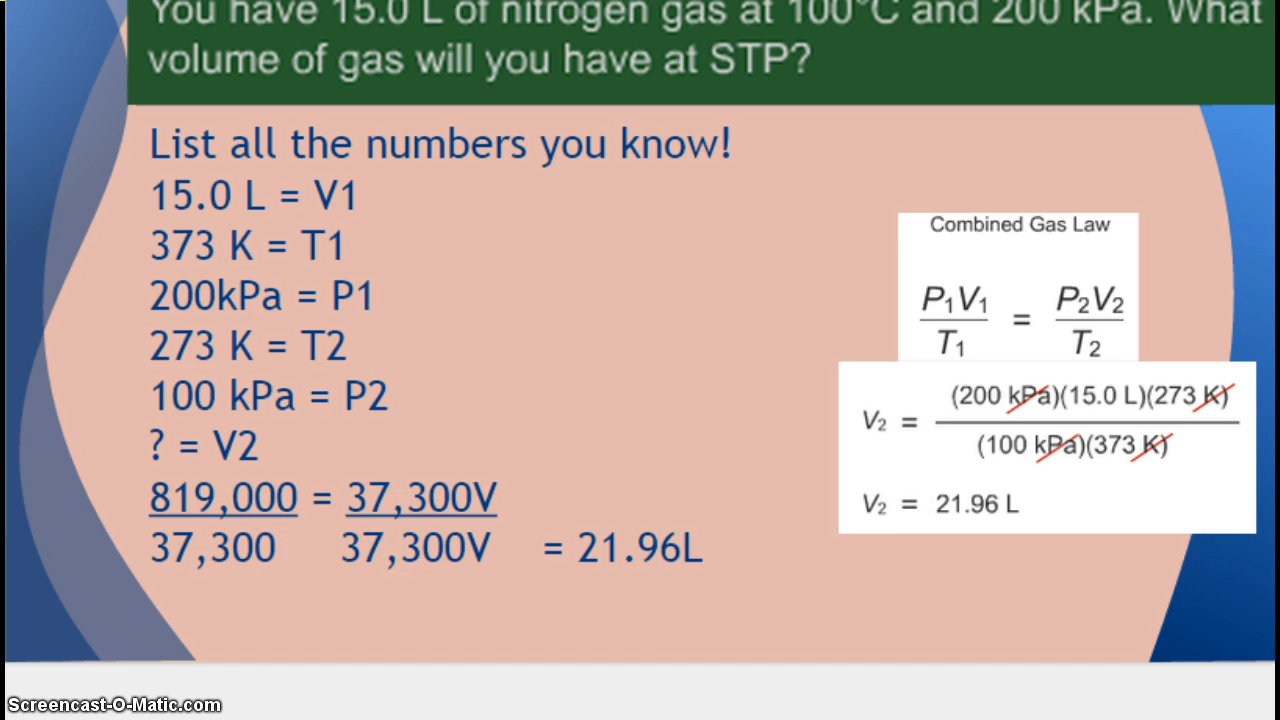 You have 15.0 L of nitrogen gas at 100°C and 200 kPa. What
volume of gas will you have at STP?
List all the numbers you know!
15.0 L = V1
373 K = T1
200kPa = P1
273 K = T2
100 kPa = P2
? = V2
819,000 = 37,300V
37,300 37,300V = 21.96L
Combined Gas Law
P₁V₁ = P₂V₂
T₁ T₂
(200 kPa)(15.0 L)(273 K)
V₂ =
(100 kPa)(373 K)
V₂ = 21.96 L
Screencast-O-Matic.com